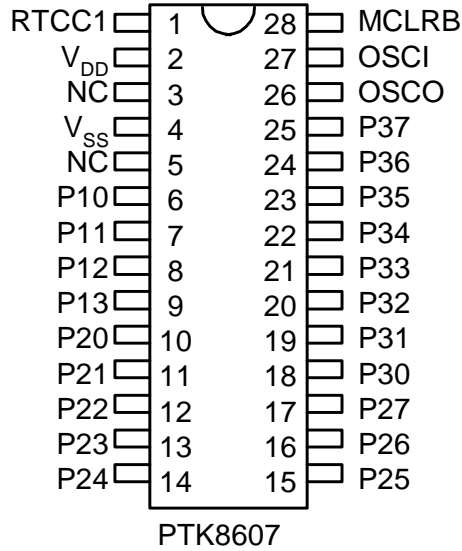 RTCC1 1 28 MCLRB
VDD 2 27 OSCI
NC 3 26 OSCO
VSS 4 25 P37
NC 5 24 P36
P10 6 23 P35
P11 7 22 P34
P12 8 21 P33
P13 9 20 P32
P20 10 19 P31
P21 11 18 P30
P22 12 17 P27
P23 13 16 P26
P24 14 15 P25
PTK8607